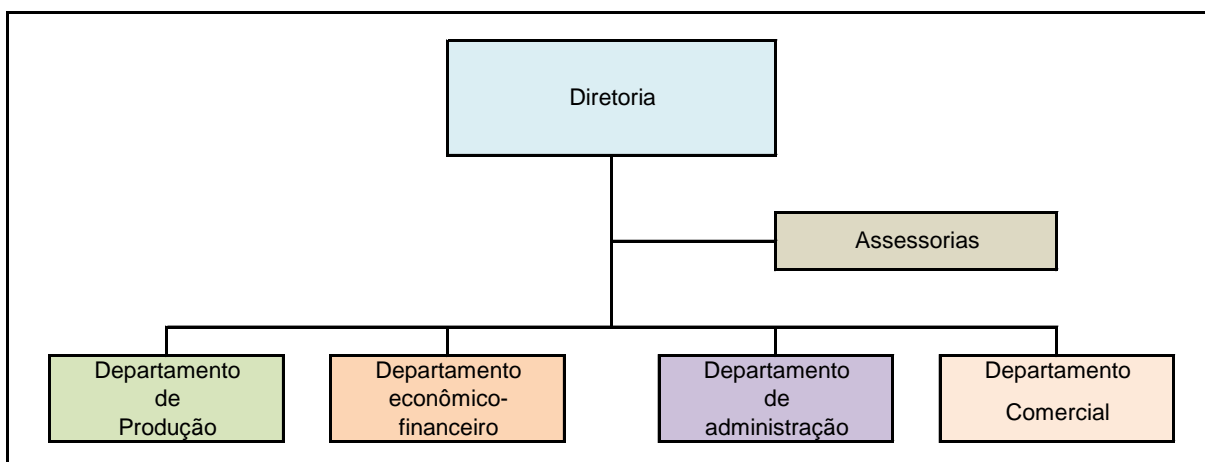 Diretoria
Assessorias
Departamento
de
Produção
Departamento
econômico-
financeiro
Departamento
de
administração
Departamento
Comercial